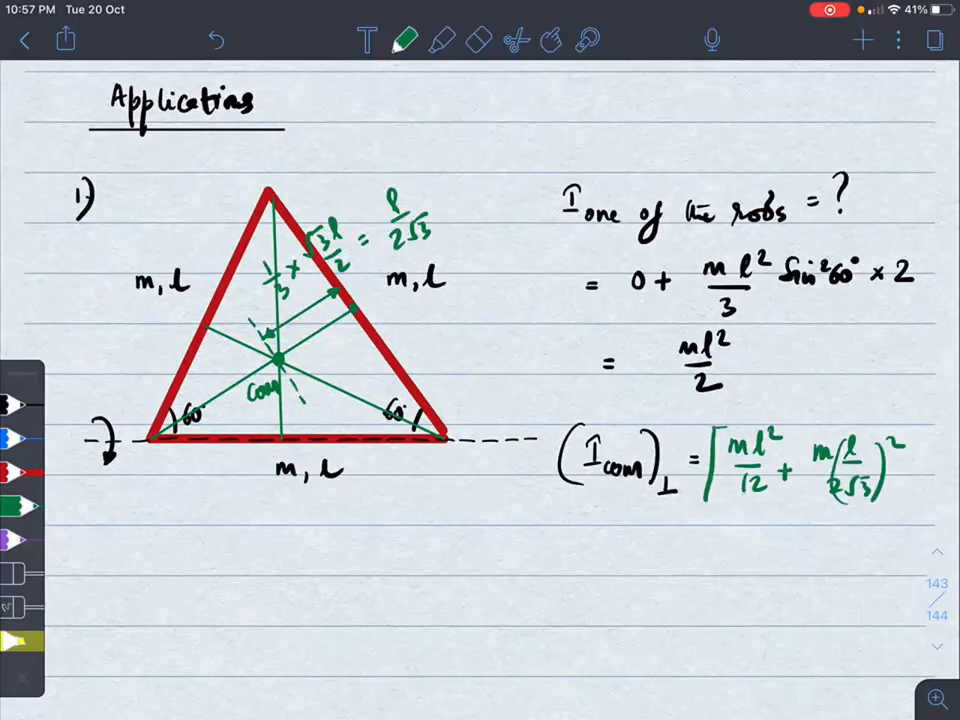 10:57 PM Tue 20 Oct
41%
Applications
1)
1/3 × √3l/2 = l/2√3
m, l
m, l
com
60°
60°
m, l
I one of the rods = ?
= 0 + ml²/3 sin²60° × 2
= ml²/2
(I com)⊥ = [ml²/12 + m(l/2√3)²
143
/
144